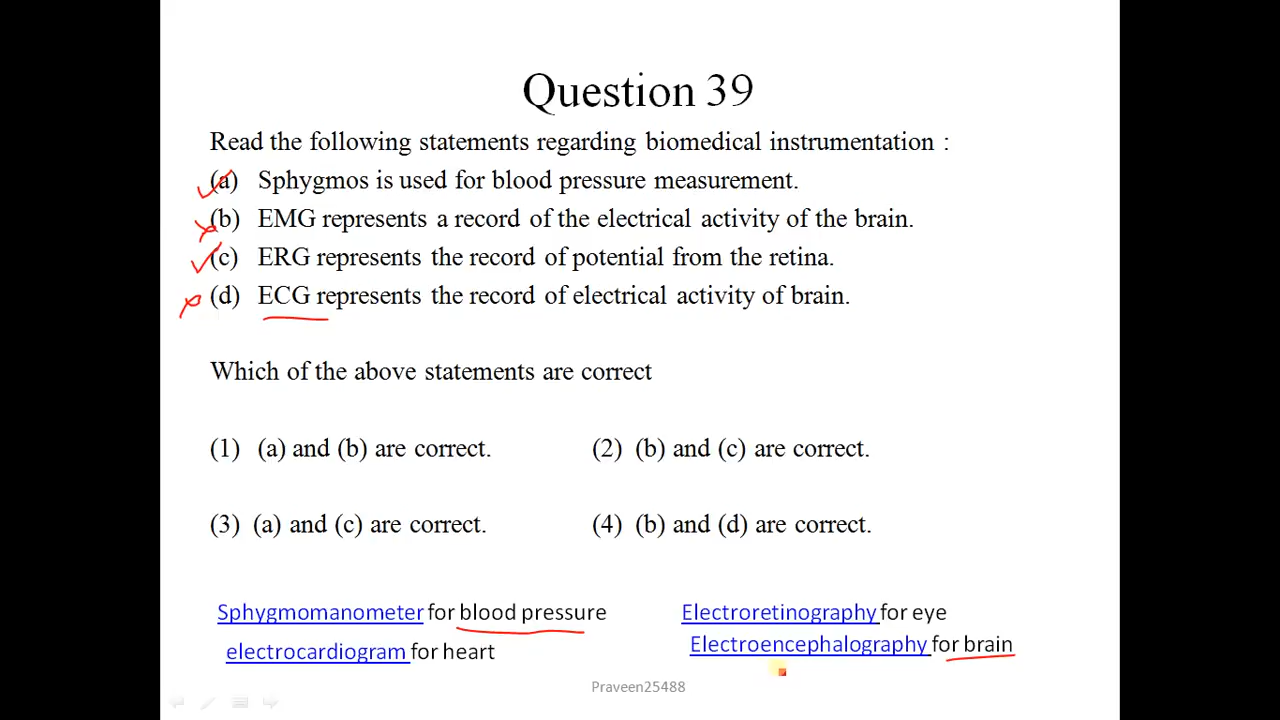 Question 39
Read the following statements regarding biomedical instrumentation :
(a) Sphygmos is used for blood pressure measurement.
(b) EMG represents a record of the electrical activity of the brain.
(c) ERG represents the record of potential from the retina.
(d) ECG represents the record of electrical activity of brain.
Which of the above statements are correct
(1) (a) and (b) are correct. (2) (b) and (c) are correct.
(3) (a) and (c) are correct. (4) (b) and (d) are correct.
Sphygmomanometer for blood pressure Electroretinography for eye
electrocardiogram for heart Electroencephalography for brain
Praveen25488